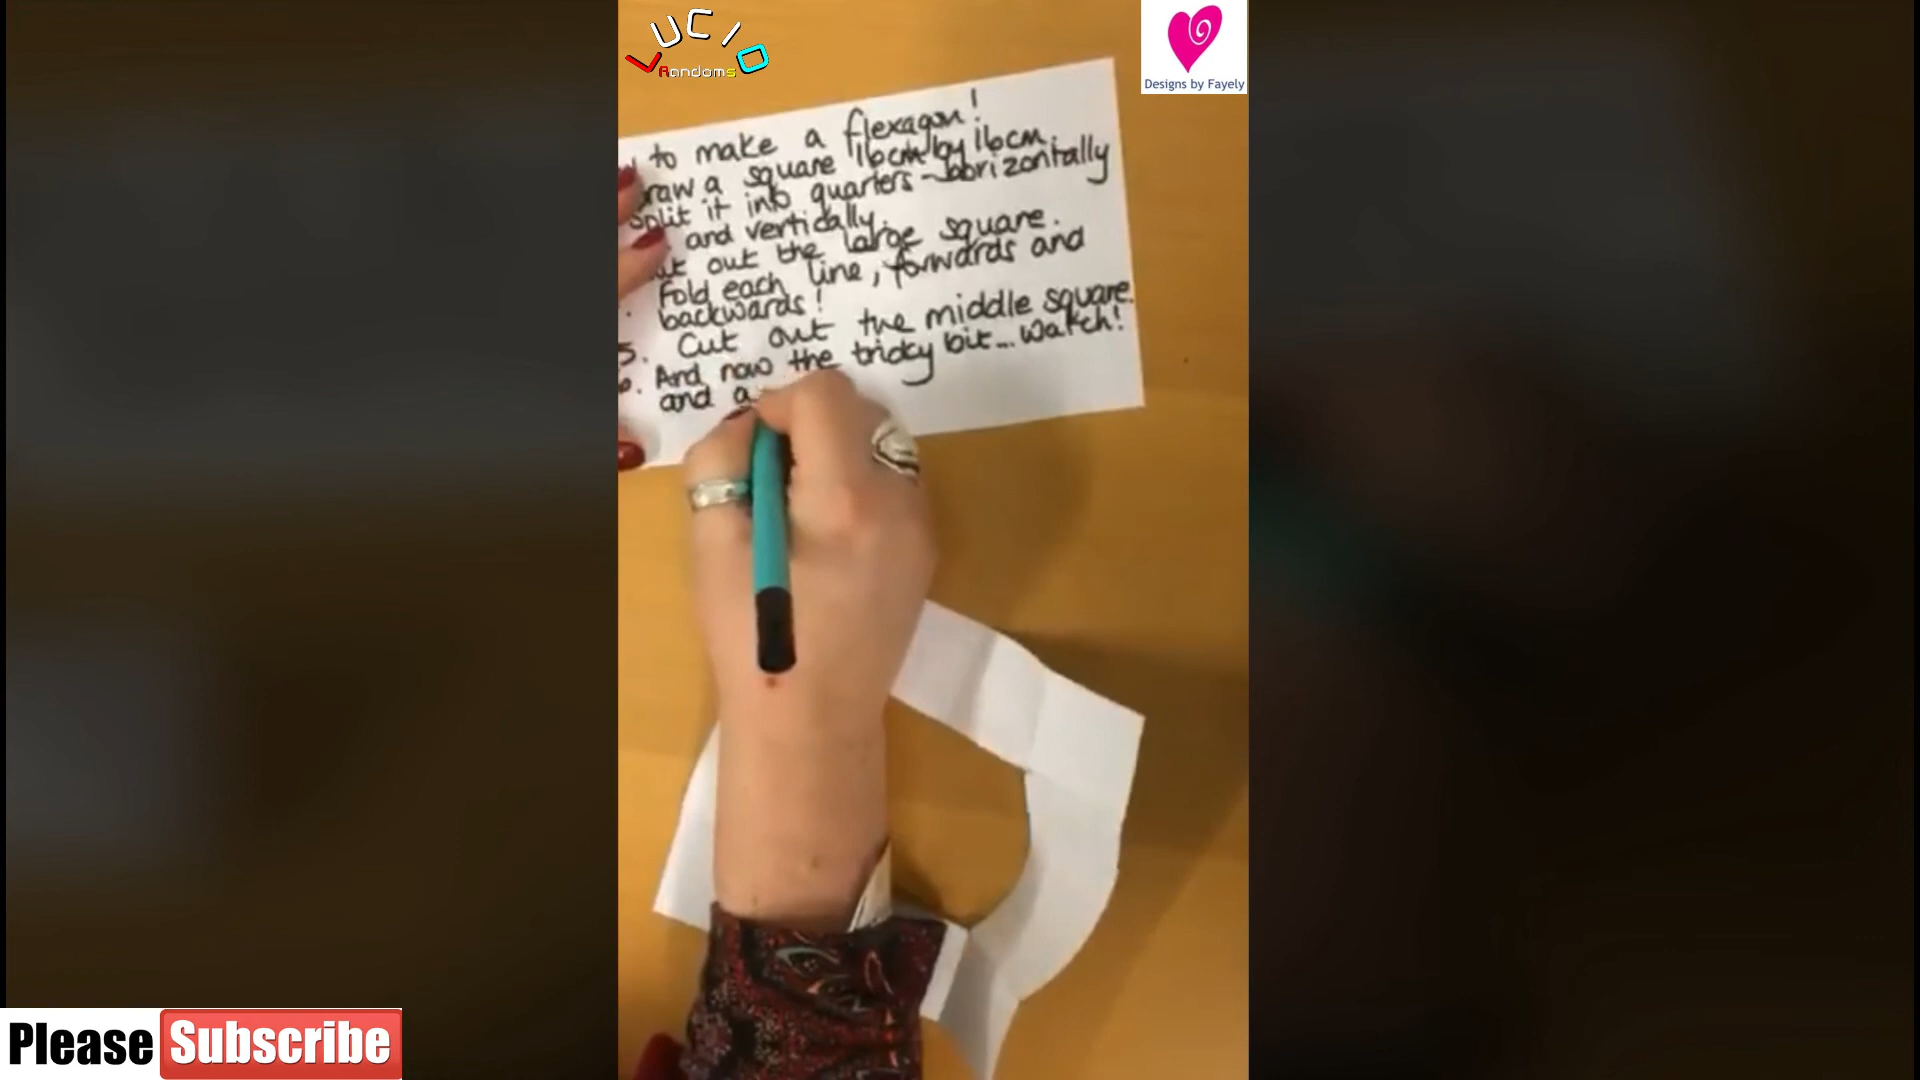 LUCIO
Randoms
Designs by Fayely
to make a flexagon!
raw a square 16cm by 16cm.
Split it into quarters - horizontally
and vertically.
ut out the large square.
Fold each line, forwards and
backwards!
5. Cut out the middle square.
6. And now the tricky bit... Watch!
and a
Please Subscribe